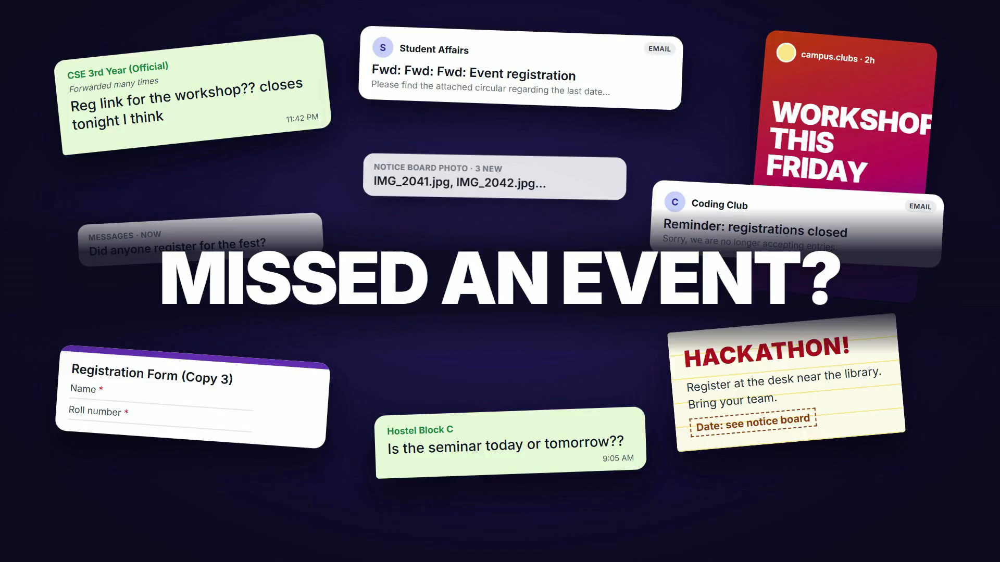 CSE 3rd Year (Official)
Forwarded many times
Reg link for the workshop?? closes
tonight I think
11:42 PM
S
Student Affairs
EMAIL
Fwd: Fwd: Fwd: Event registration
Please find the attached circular regarding the last date...
campus.clubs · 2h
WORKSHOP
THIS
FRIDAY
NOTICE BOARD PHOTO · 3 NEW
IMG_2041.jpg, IMG_2042.jpg...
C
Coding Club
EMAIL
Reminder: registrations closed
Sorry, we are no longer accepting entries.
MESSAGES · NOW
Did anyone register for the fest?
MISSED AN EVENT?
Registration Form (Copy 3)
Name *
Roll number *
Hostel Block C
Is the seminar today or tomorrow??
9:05 AM
HACKATHON!
Register at the desk near the library.
Bring your team.
Date: see notice board